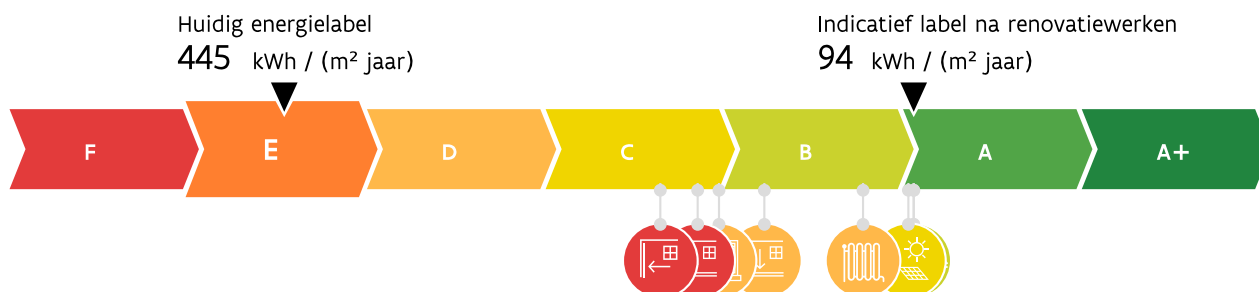 Huidig energielabel
445 kWh / (m² jaar)
Indicatief label na renovatiewerken
94 kWh / (m² jaar)
F E D C B A A+